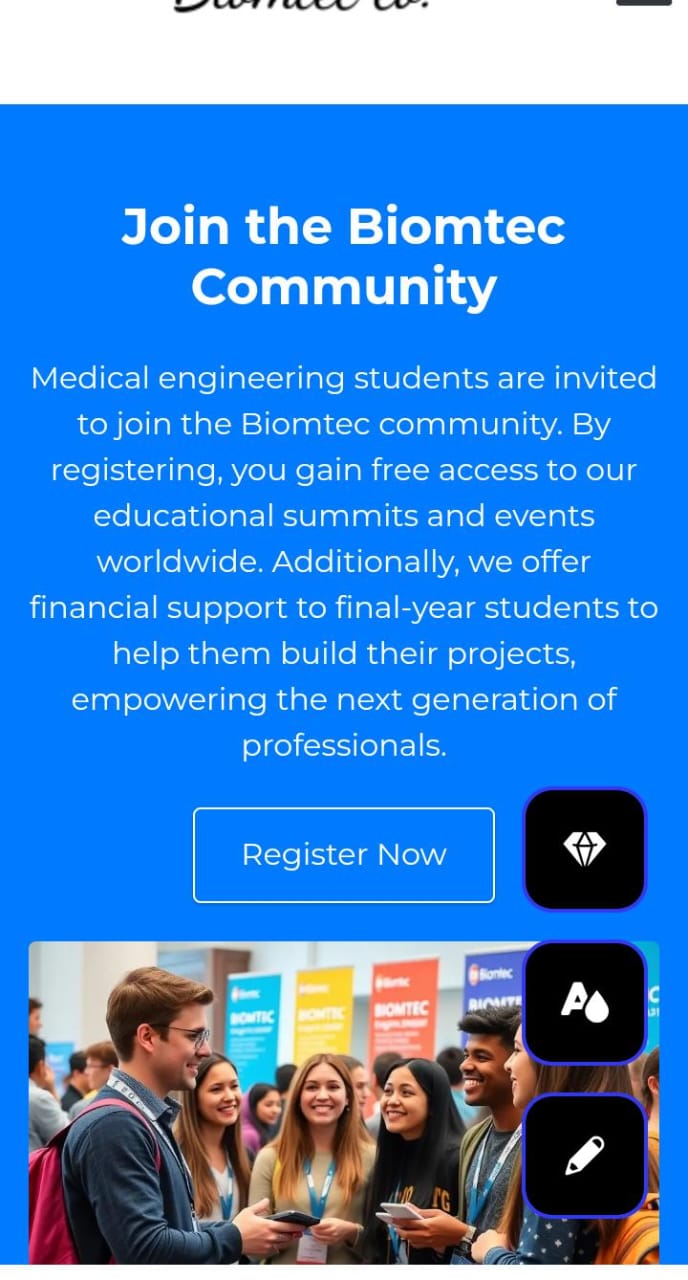 Biomtec Co.
Join the Biomtec
Community
Medical engineering students are invited
to join the Biomtec community. By
registering, you gain free access to our
educational summits and events
worldwide. Additionally, we offer
financial support to final-year students to
help them build their projects,
empowering the next generation of
professionals.
Register Now
A
Biomtec
BIOMTEC
BIOMTEC
BIOMTEC